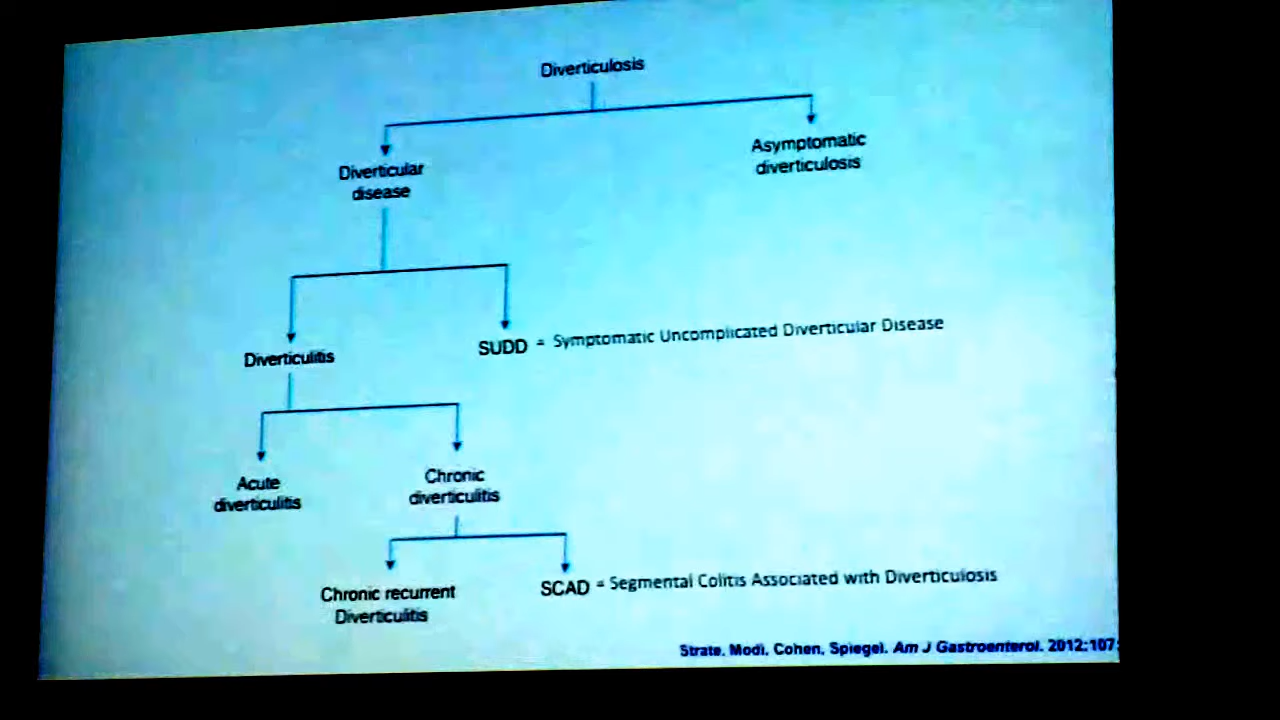 Diverticulosis
Diverticular
disease
Asymptomatic
diverticulosis
Diverticulitis
SUDD = Symptomatic Uncomplicated Diverticular Disease
Acute
diverticulitis
Chronic
diverticulitis
Chronic recurrent
Diverticulitis
SCAD = Segmental Colitis Associated with Diverticulosis
Strate, Modi, Cohen, Spiegel. Am J Gastroenterol. 2012;107: